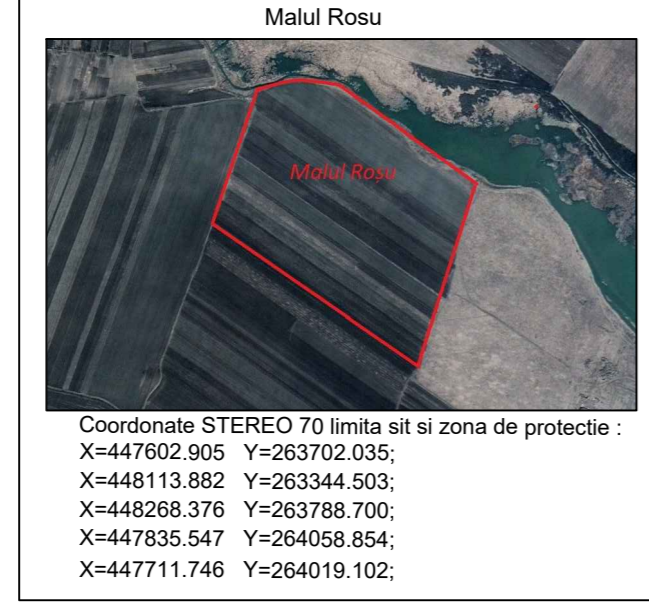 Malul Rosu
Malul Roșu
Coordonate STEREO 70 limita sit si zona de protectie :
X=447602.905 Y=263702.035;
X=448113.882 Y=263344.503;
X=448268.376 Y=263788.700;
X=447835.547 Y=264058.854;
X=447711.746 Y=264019.102;